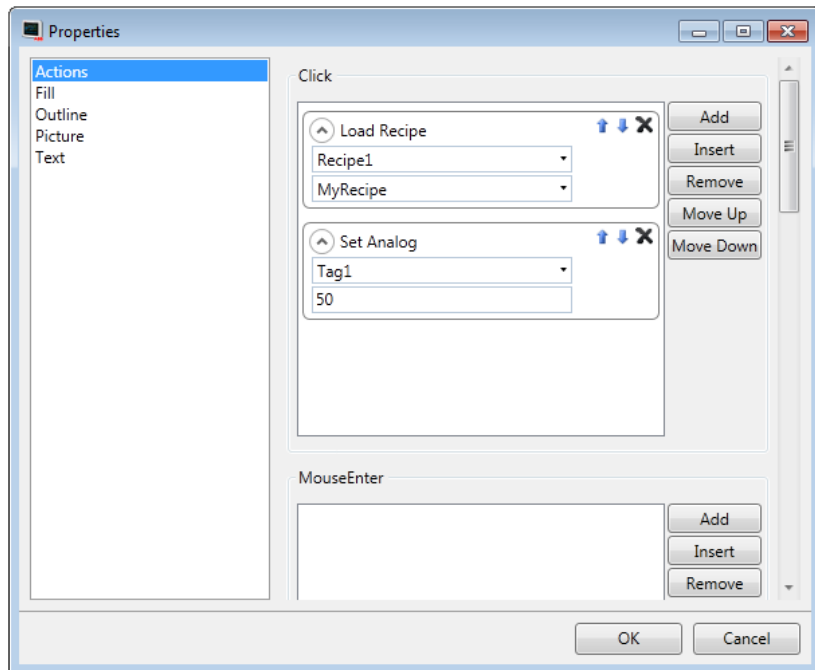 Properties
Actions
Fill
Outline
Picture
Text
Click
Load Recipe
Recipe1
MyRecipe
Set Analog
Tag1
50
Add
Insert
Remove
Move Up
Move Down
MouseEnter
Add
Insert
Remove
OK
Cancel